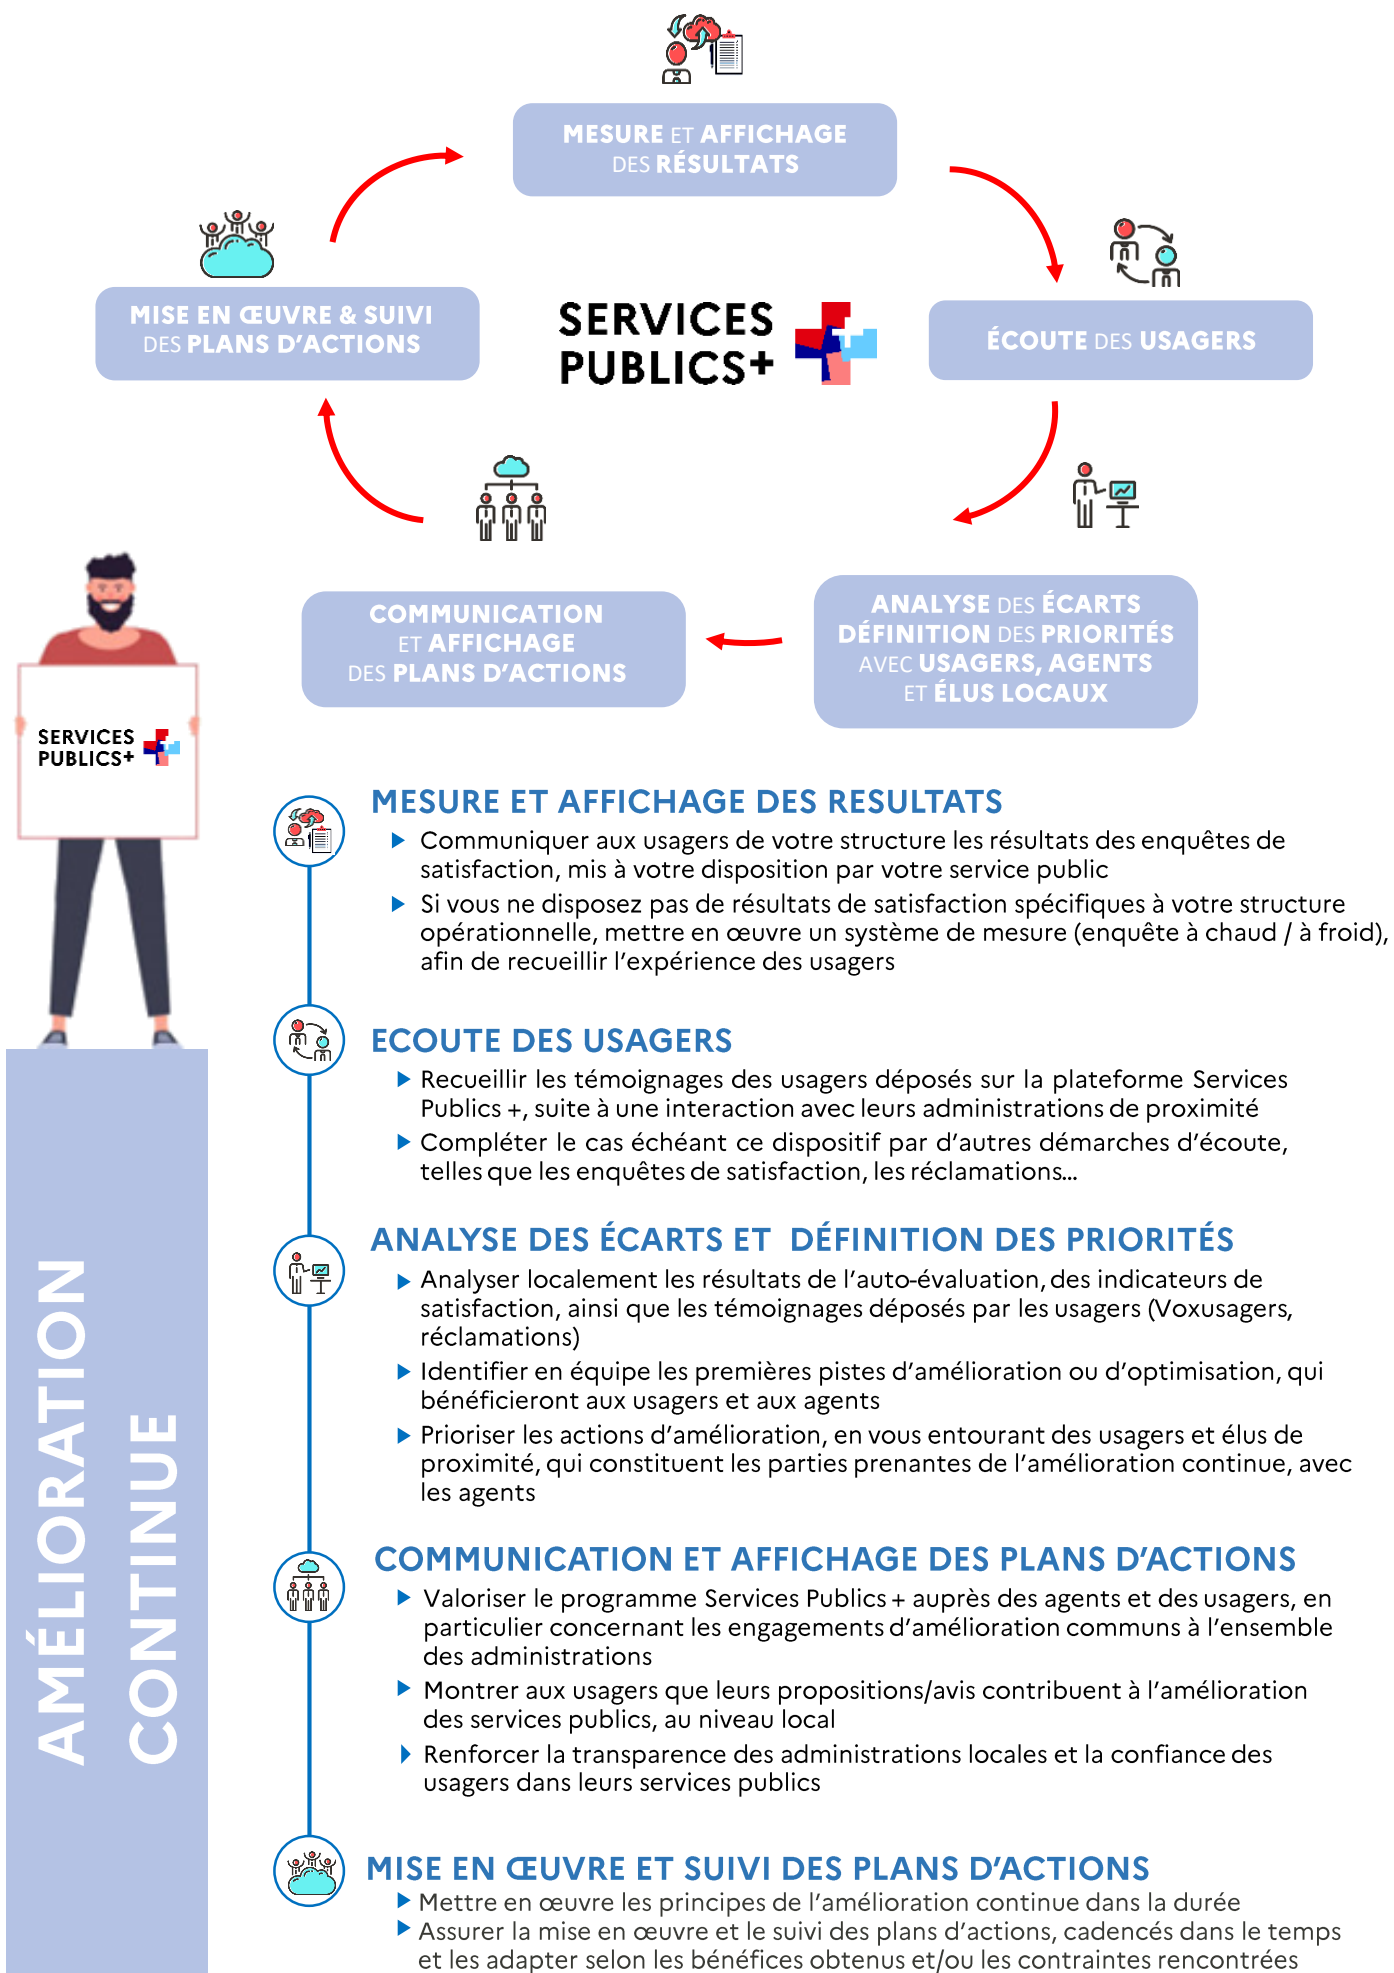 MESURE ET AFFICHAGE
DES RÉSULTATS
MISE EN ŒUVRE & SUIVI
DES PLANS D'ACTIONS
SERVICES
PUBLICS+
ÉCOUTE DES USAGERS
COMMUNICATION
ET AFFICHAGE
DES PLANS D'ACTIONS
ANALYSE DES ÉCARTS
DÉFINITION DES PRIORITÉS
AVEC USAGERS, AGENTS
ET ÉLUS LOCAUX
SERVICES
PUBLICS+
AMÉLIORATION
CONTINUE
MESURE ET AFFICHAGE DES RESULTATS
Communiquer aux usagers de votre structure les résultats des enquêtes de
satisfaction, mis à votre disposition par votre service public
Si vous ne disposez pas de résultats de satisfaction spécifiques à votre structure
opérationnelle, mettre en œuvre un système de mesure (enquête à chaud / à froid),
afin de recueillir l'expérience des usagers
ECOUTE DES USAGERS
Recueillir les témoignages des usagers déposés sur la plateforme Services
Publics +, suite à une interaction avec leurs administrations de proximité
Compléter le cas échéant ce dispositif par d'autres démarches d'écoute,
telles que les enquêtes de satisfaction, les réclamations…
ANALYSE DES ÉCARTS ET DÉFINITION DES PRIORITÉS
Analyser localement les résultats de l'auto-évaluation, des indicateurs de
satisfaction, ainsi que les témoignages déposés par les usagers (Voxusagers,
réclamations)
Identifier en équipe les premières pistes d'amélioration ou d'optimisation, qui
bénéficieront aux usagers et aux agents
Prioriser les actions d'amélioration, en vous entourant des usagers et élus de
proximité, qui constituent les parties prenantes de l'amélioration continue, avec
les agents
COMMUNICATION ET AFFICHAGE DES PLANS D'ACTIONS
Valoriser le programme Services Publics + auprès des agents et des usagers, en
particulier concernant les engagements d'amélioration communs à l'ensemble
des administrations
Montrer aux usagers que leurs propositions/avis contribuent à l'amélioration
des services publics, au niveau local
Renforcer la transparence des administrations locales et la confiance des
usagers dans leurs services publics
MISE EN ŒUVRE ET SUIVI DES PLANS D'ACTIONS
Mettre en œuvre les principes de l'amélioration continue dans la durée
Assurer la mise en œuvre et le suivi des plans d'actions, cadencés dans le temps
et les adapter selon les bénéfices obtenus et/ou les contraintes rencontrées